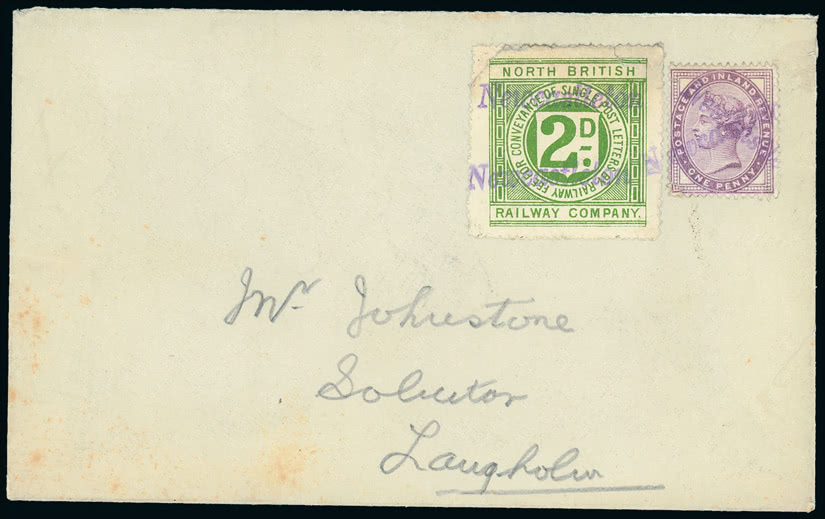 NORTH BRITISH
FEE FOR CONVEYANCE OF SINGLE POST LETTERS BY RAILWAY
2D
RAILWAY COMPANY.
POSTAGE AND INLAND REVENUE
ONE PENNY
Mr Johnstone
Solicitor
Langholm